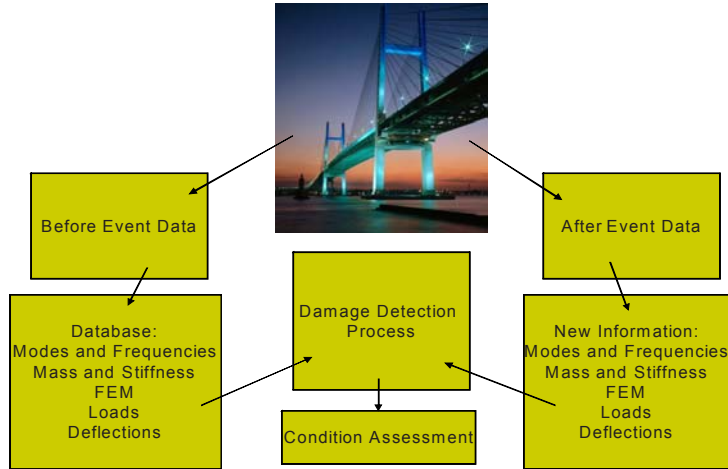 Before Event Data
After Event Data
Database:
Modes and Frequencies
Mass and Stiffness
FEM
Loads
Deflections
Damage Detection
Process
New Information:
Modes and Frequencies
Mass and Stiffness
FEM
Loads
Deflections
Condition Assessment